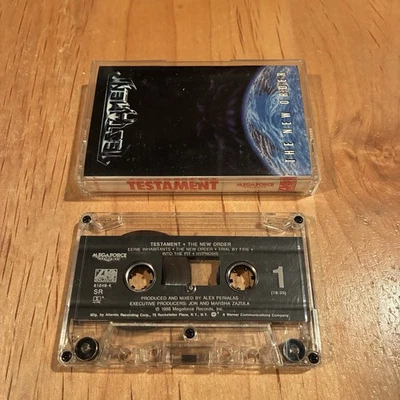 TESTAMENT
THE NEW ORDER
TESTAMENT
MEGAFORCE
TESTAMENT • THE NEW ORDER
EERIE INHABITANTS • THE NEW ORDER • TRIAL BY FIRE •
INTO THE PIT • HYPNOSIS
MEGAFORCE
81849-4
SR
1
PRODUCED AND MIXED BY ALEX PERIALAS
EXECUTIVE PRODUCERS: JON AND MARSHA ZAZULA
℗ 1988 Megaforce Records, Inc.
Mfg. by Atlantic Recording Corp., 75 Rockefeller Plaza, N.Y., N.Y. A Warner Communications Company